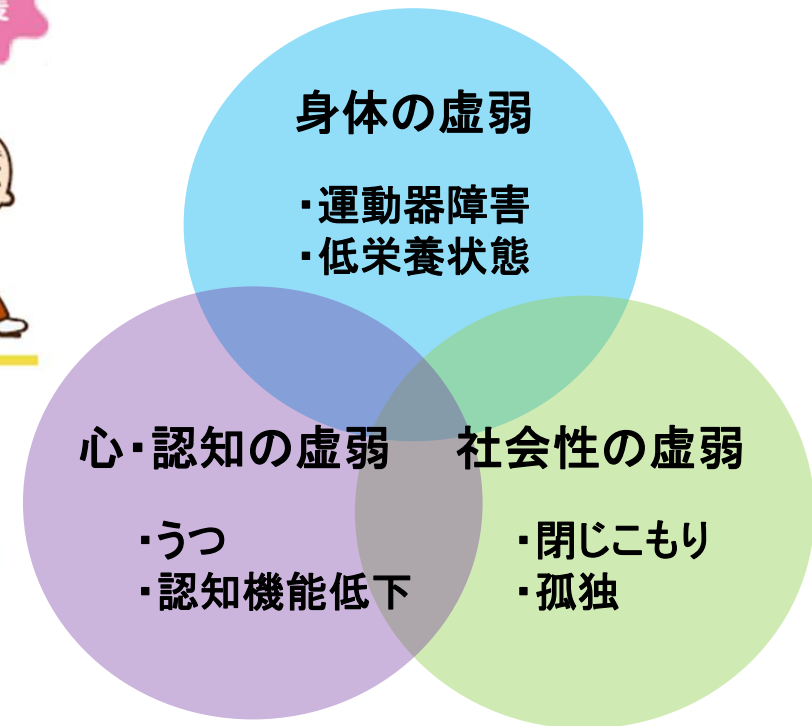 身体の虚弱
・運動器障害
・低栄養状態
心・認知の虚弱
・うつ
・認知機能低下
社会性の虚弱
・閉じこもり
・孤独